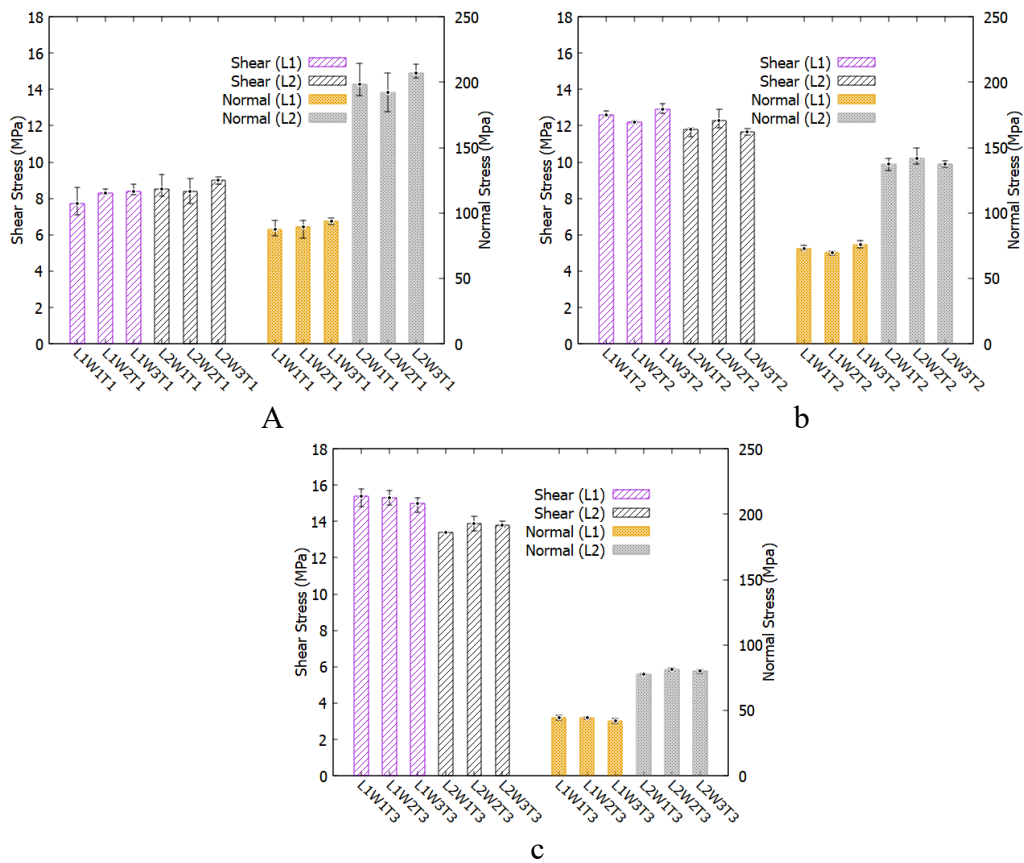 18
16
14
12
10
8
6
4
2
0
250
200
150
100
50
0
Shear Stress (MPa)
Normal Stress (Mpa)
Shear (L1)
Shear (L2)
Normal (L1)
Normal (L2)
L1W1T1
L1W2T1
L1W3T1
L2W1T1
L2W2T1
L2W3T1
L1W1T1
L1W2T1
L1W3T1
L2W1T1
L2W2T1
L2W3T1
A
18
16
14
12
10
8
6
4
2
0
250
200
150
100
50
0
Shear Stress (MPa)
Normal Stress (Mpa)
Shear (L1)
Shear (L2)
Normal (L1)
Normal (L2)
L1W1T2
L1W2T2
L1W3T2
L2W1T2
L2W2T2
L2W3T2
L1W1T2
L1W2T2
L1W3T2
L2W1T2
L2W2T2
L2W3T2
b
18
16
14
12
10
8
6
4
2
0
250
200
150
100
50
0
Shear Stress (MPa)
Normal Stress (Mpa)
Shear (L1)
Shear (L2)
Normal (L1)
Normal (L2)
L1W1T3
L1W2T3
L1W3T3
L2W1T3
L2W2T3
L2W3T3
L1W1T3
L1W2T3
L1W3T3
L2W1T3
L2W2T3
L2W3T3
c